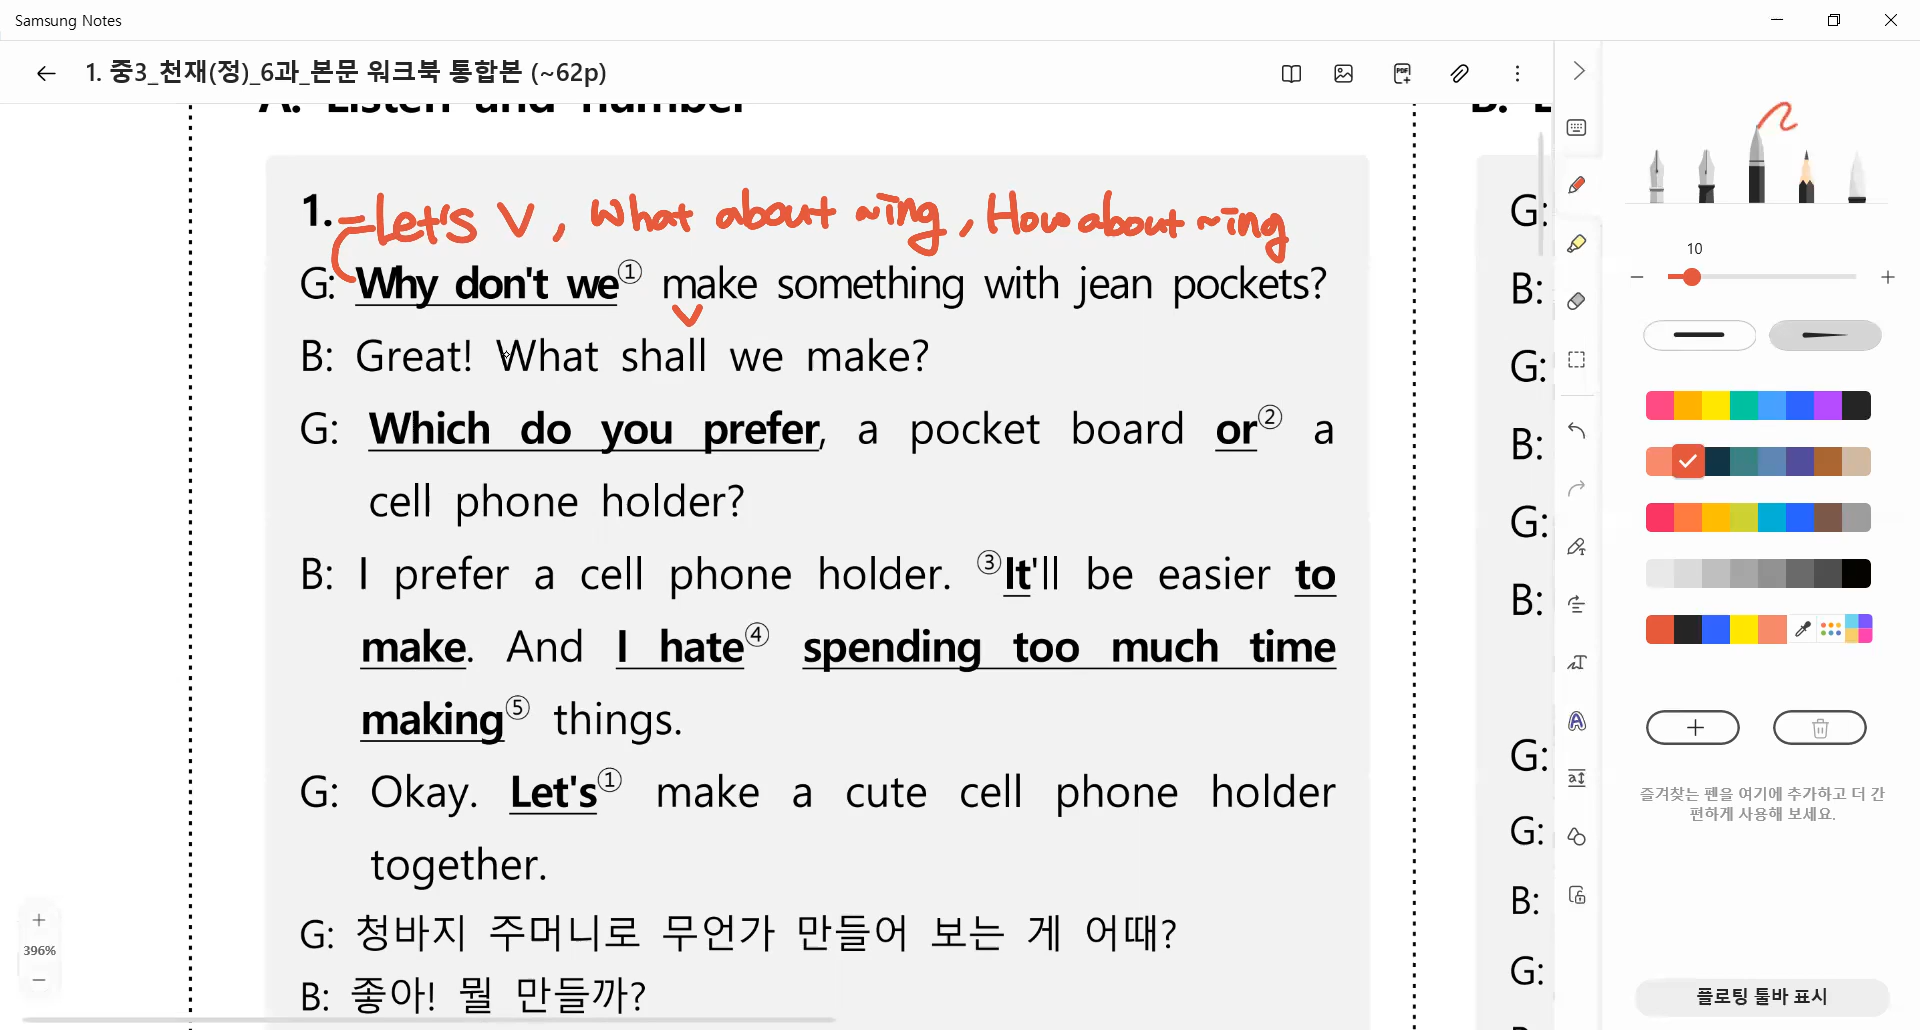 Samsung Notes
1. 중3_천재(정)_6과_본문 워크북 통합본 (~62p)
A. Listen and number
1. =Let's V, What about ~ing, How about ~ing
G: Why don't we① make something with jean pockets?
V
B: Great! What shall we make?
G: Which do you prefer, a pocket board or② a
cell phone holder?
B: I prefer a cell phone holder. ③It'll be easier to
make. And I hate④ spending too much time
making⑤ things.
G: Okay. Let's① make a cute cell phone holder
together.
G: 청바지 주머니로 무언가 만들어 보는 게 어때?
B: 좋아! 뭘 만들까?
G:
B:
G:
B:
G:
B:
G:
G:
B:
G:
396%
10
즐겨찾는 펜을 여기에 추가하고 더 간
편하게 사용해 보세요.
플로팅 툴바 표시